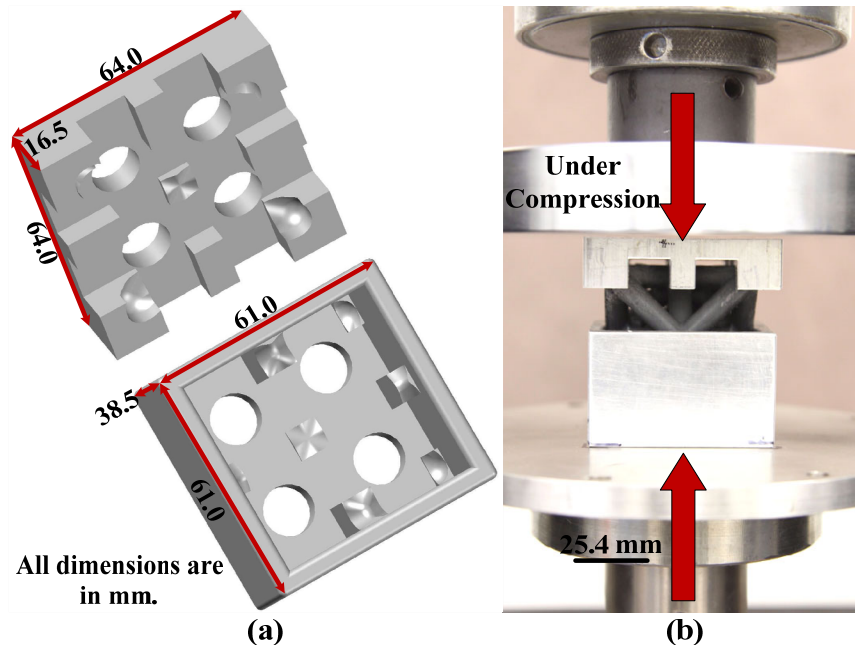 64.0
16.5
64.0
61.0
38.5
61.0
All dimensions are
in mm.
(a)
Under
Compression
25.4 mm
(b)